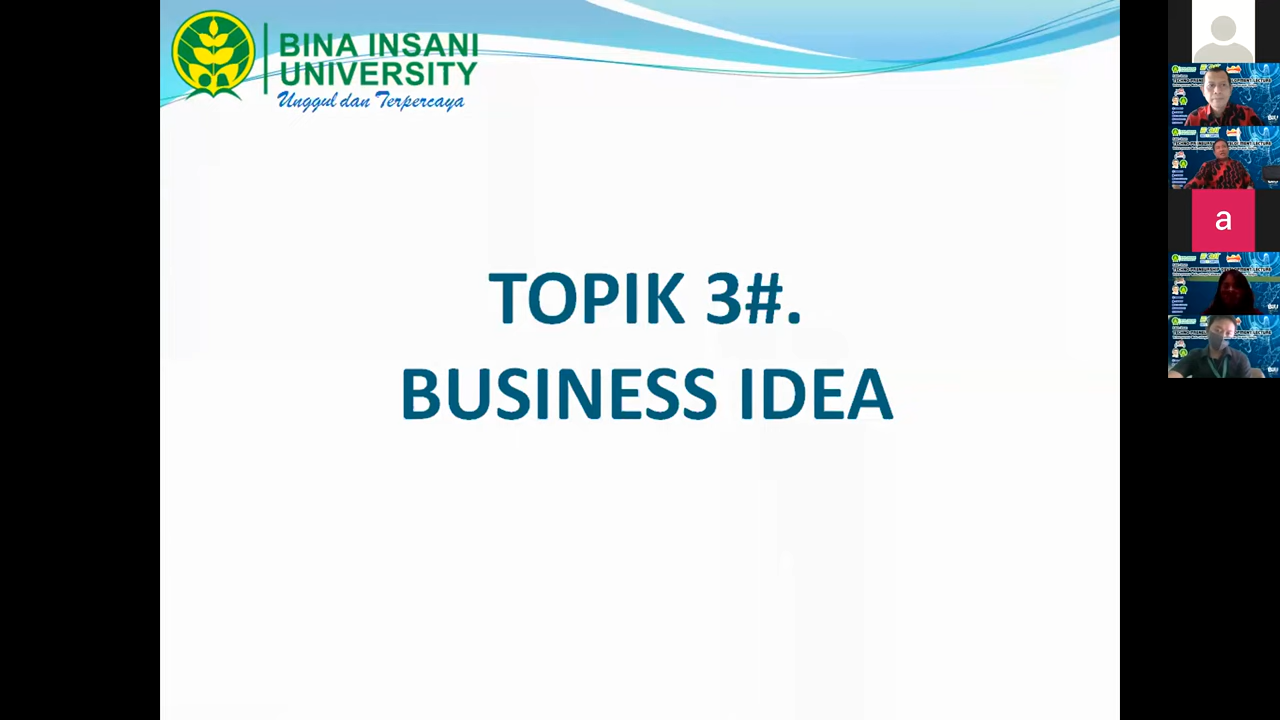 BINA INSANI
UNIVERSITY
Unggul dan Terpercaya
TOPIK 3#.
BUSINESS IDEA
a